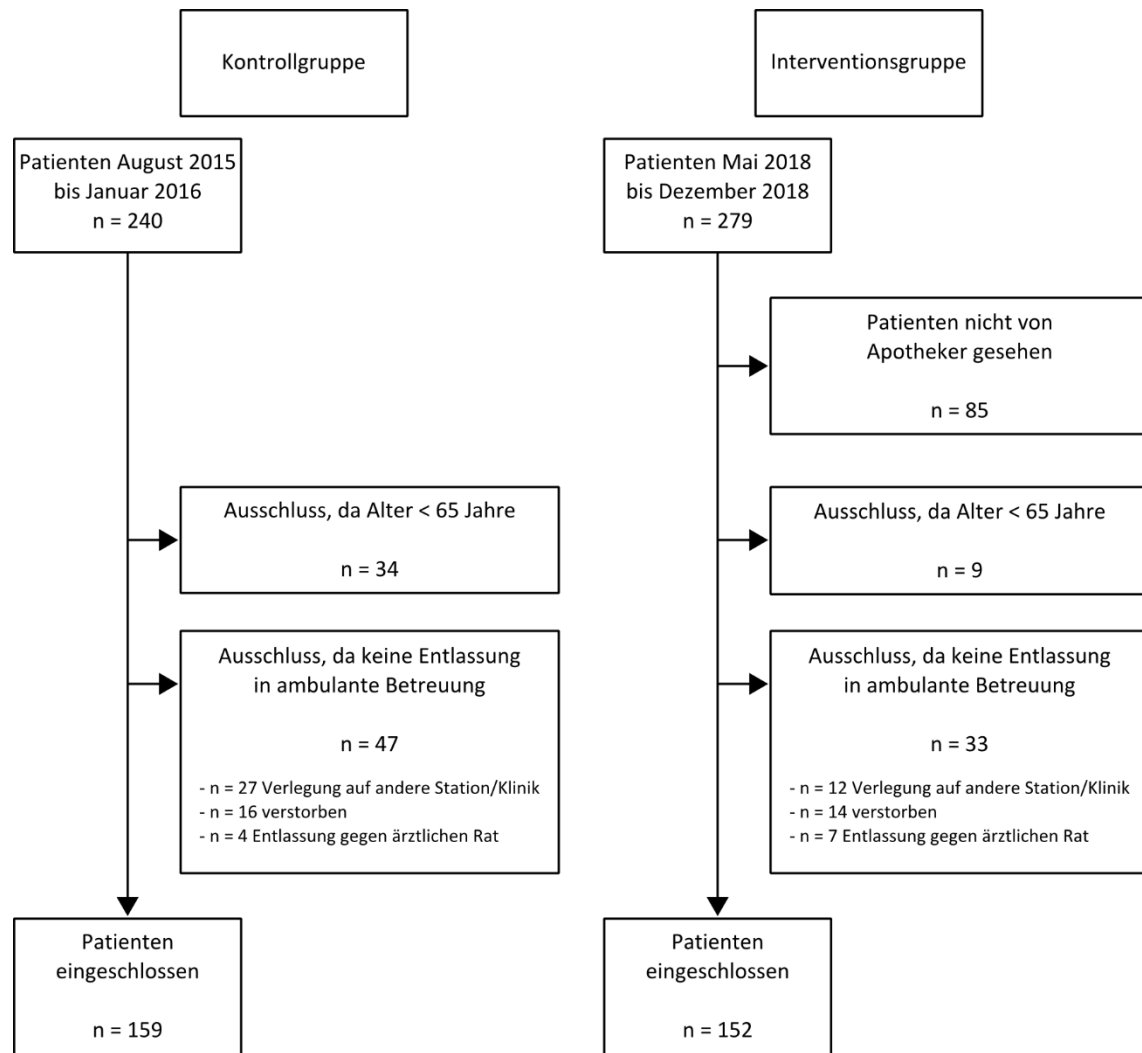 Kontrollgruppe
Interventionsgruppe
Patienten August 2015
bis Januar 2016
n = 240
Patienten Mai 2018
bis Dezember 2018
n = 279
Patienten nicht von
Apotheker gesehen
n = 85
Ausschluss, da Alter < 65 Jahre
n = 34
Ausschluss, da Alter < 65 Jahre
n = 9
Ausschluss, da keine Entlassung
in ambulante Betreuung
n = 47
- n = 27 Verlegung auf andere Station/Klinik
- n = 16 verstorben
- n = 4 Entlassung gegen ärztlichen Rat
Ausschluss, da keine Entlassung
in ambulante Betreuung
n = 33
- n = 12 Verlegung auf andere Station/Klinik
- n = 14 verstorben
- n = 7 Entlassung gegen ärztlichen Rat
Patienten
eingeschlossen
n = 159
Patienten
eingeschlossen
n = 152